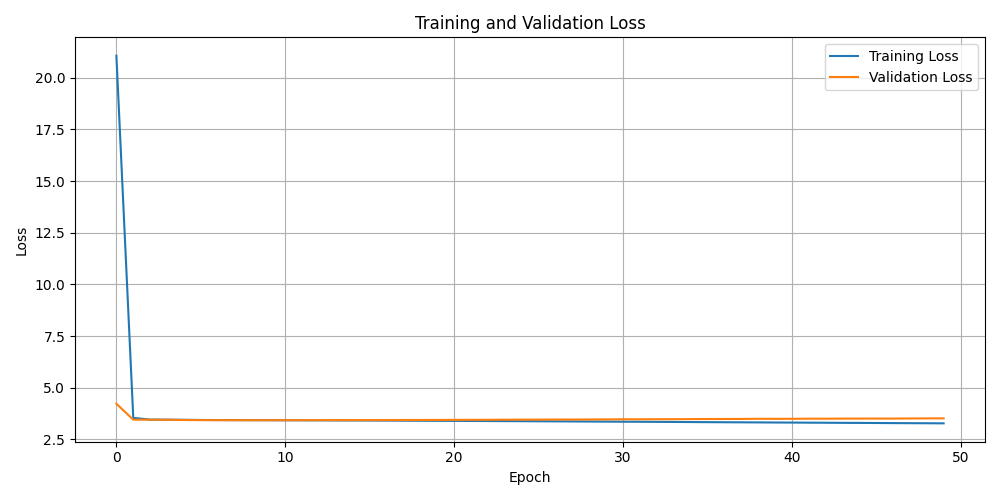 Training and Validation Loss
Training Loss
Validation Loss
20.0
17.5
15.0
12.5
10.0
7.5
5.0
2.5
Loss
0 10 20 30 40 50
Epoch